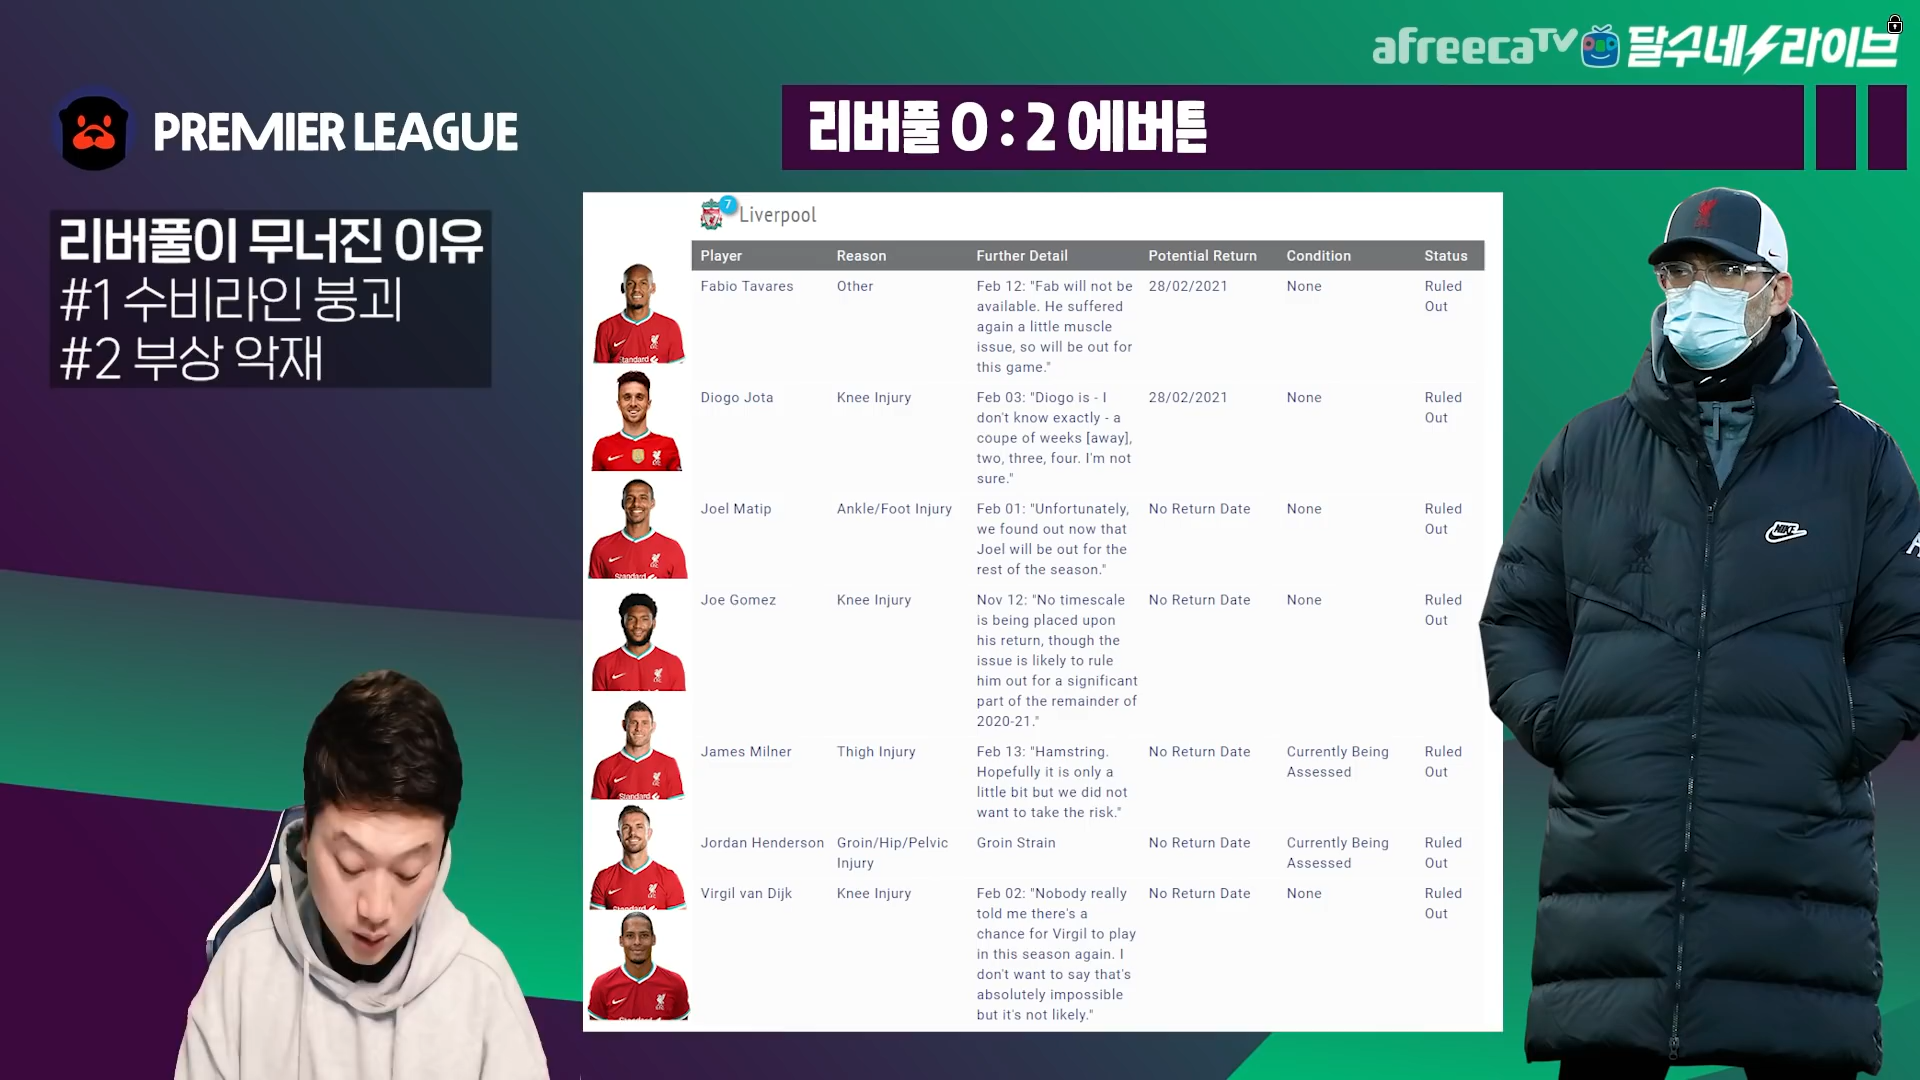 afreecaTV 달수네라이브
PREMIER LEAGUE
리버풀 0 : 2 에버튼
리버풀이 무너진 이유
#1 수비라인 붕괴
#2 부상 악재
7
Liverpool
Player Reason Further Detail Potential Return Condition Status
Fabio Tavares Other Feb 12: "Fab will not be 28/02/2021 None Ruled
available. He suffered Out
again a little muscle
issue, so will be out for
this game."
Diogo Jota Knee Injury Feb 03: "Diogo is - I 28/02/2021 None Ruled
don't know exactly - a Out
coupe of weeks [away],
two, three, four. I'm not
sure."
Joel Matip Ankle/Foot Injury Feb 01: "Unfortunately, No Return Date None Ruled
we found out now that Out
Joel will be out for the
rest of the season."
Joe Gomez Knee Injury Nov 12: "No timescale No Return Date None Ruled
is being placed upon Out
his return, though the
issue is likely to rule
him out for a significant
part of the remainder of
2020-21."
James Milner Thigh Injury Feb 13: "Hamstring. No Return Date Currently Being Ruled
Hopefully it is only a Assessed Out
little bit but we did not
want to take the risk."
Jordan Henderson Groin/Hip/Pelvic Groin Strain No Return Date Currently Being Ruled
Injury Assessed Out
Virgil van Dijk Knee Injury Feb 02: "Nobody really No Return Date None Ruled
told me there's a Out
chance for Virgil to play
in this season again. I
don't want to say that's
absolutely impossible
but it's not likely."
Standard
Standard
Standard
Standard
Standard
NIKE